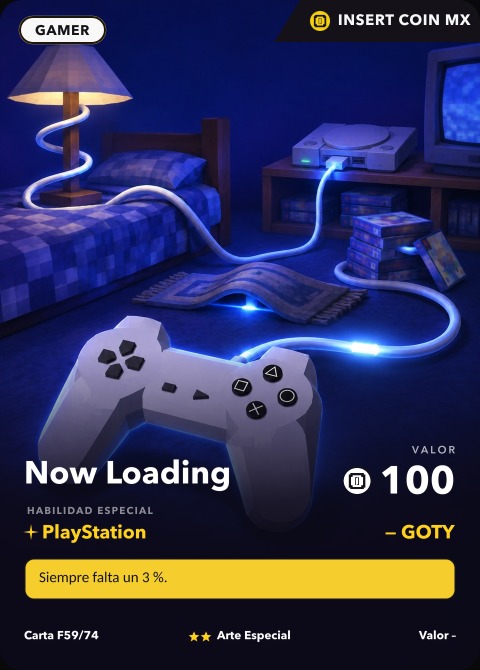 GAMER
INSERT COIN MX
Now Loading
VALOR
100
HABILIDAD ESPECIAL
PlayStation
– GOTY
Siempre falta un 3 %.
Carta F59/74
★★ Arte Especial
Valor –